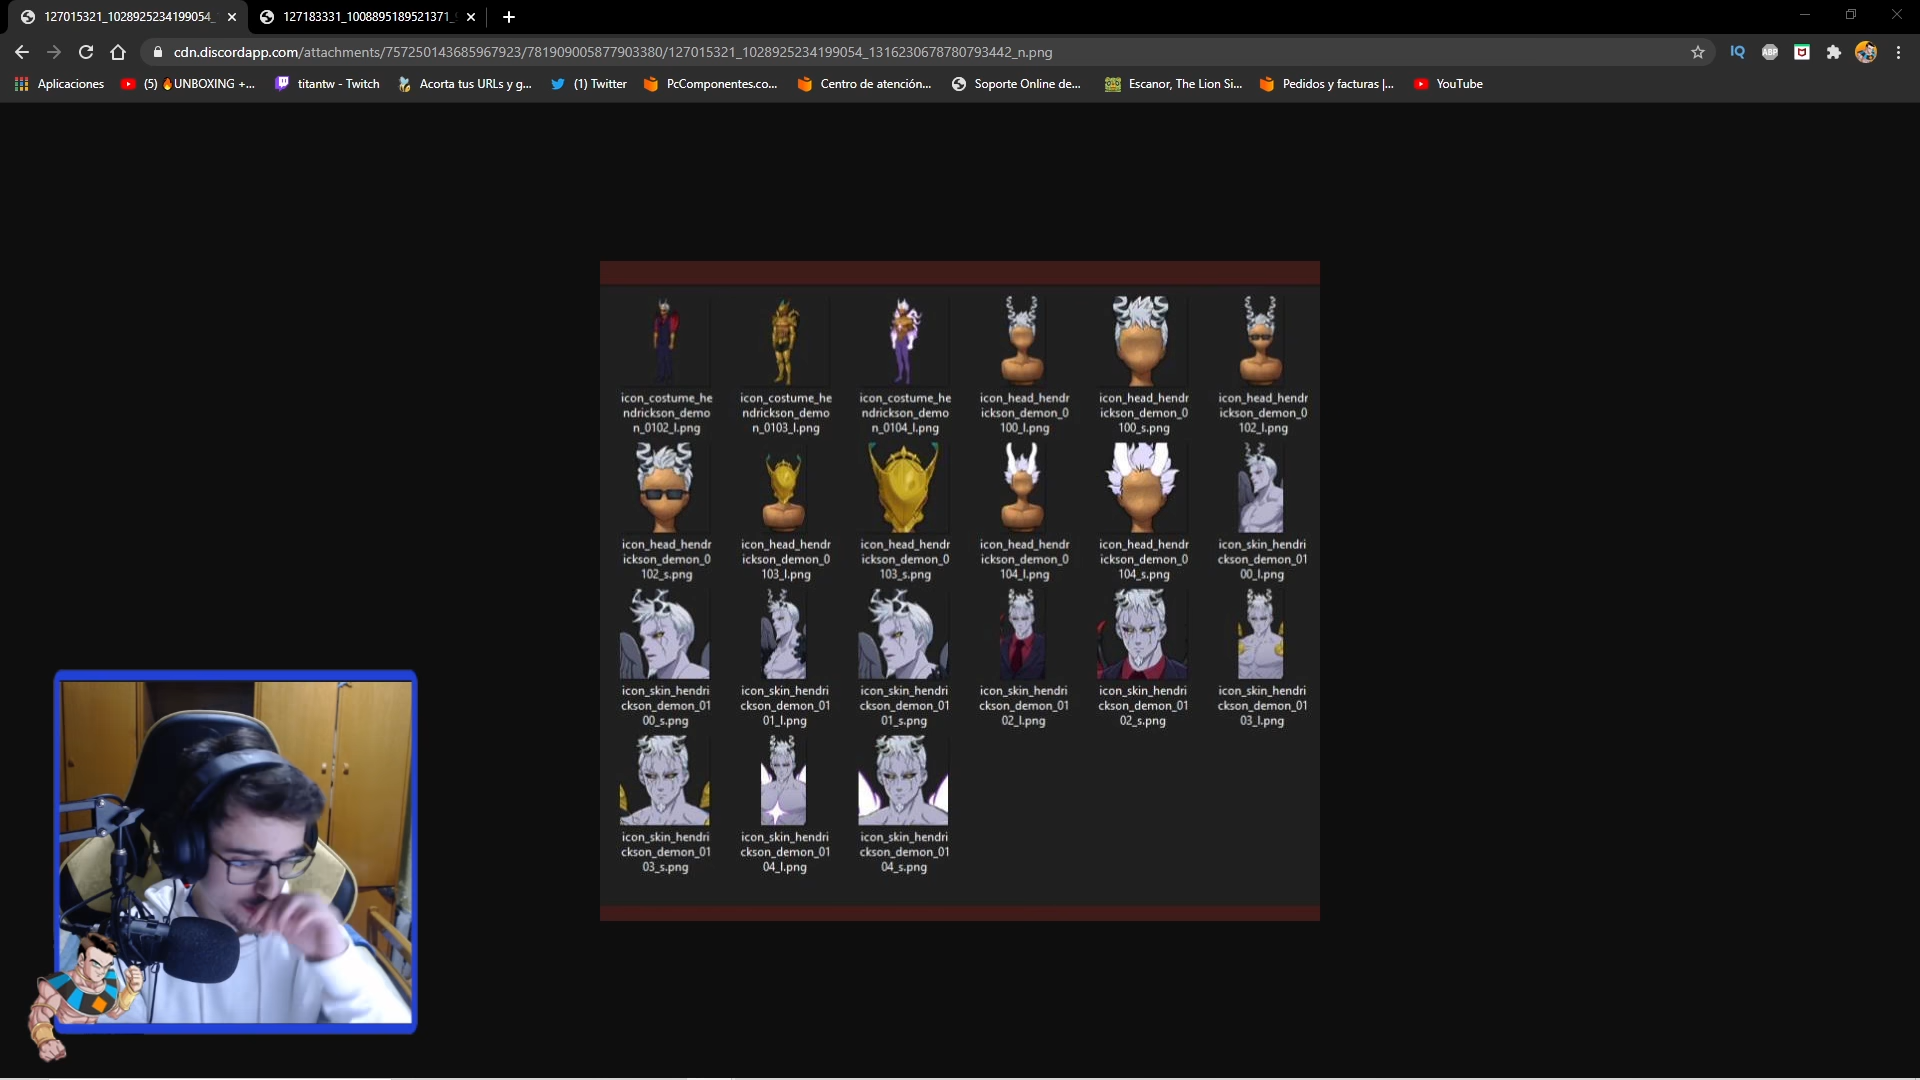 127015321_1028925234199054_
127183331_1008895189521371_
cdn.discordapp.com/attachments/757250143685967923/781909005877903380/127015321_1028925234199054_1316230678780793442_n.png
IQ
ABP
Aplicaciones
(5) 🔥UNBOXING +...
titantw - Twitch
Acorta tus URLs y g...
(1) Twitter
PcComponentes.co...
Centro de atención...
Soporte Online de...
Escanor, The Lion Si...
Pedidos y facturas |...
YouTube
icon_costume_he
ndrickson_demo
n_0102_l.png
icon_costume_he
ndrickson_demo
n_0103_l.png
icon_costume_he
ndrickson_demo
n_0104_l.png
icon_head_hendr
ickson_demon_0
100_l.png
icon_head_hendr
ickson_demon_0
100_s.png
icon_head_hendr
ickson_demon_0
102_l.png
icon_head_hendr
ickson_demon_0
102_s.png
icon_head_hendr
ickson_demon_0
103_l.png
icon_head_hendr
ickson_demon_0
103_s.png
icon_head_hendr
ickson_demon_0
104_l.png
icon_head_hendr
ickson_demon_0
104_s.png
icon_skin_hendri
ckson_demon_01
00_l.png
icon_skin_hendri
ckson_demon_01
00_s.png
icon_skin_hendri
ckson_demon_01
01_l.png
icon_skin_hendri
ckson_demon_01
01_s.png
icon_skin_hendri
ckson_demon_01
02_l.png
icon_skin_hendri
ckson_demon_01
02_s.png
icon_skin_hendri
ckson_demon_01
03_l.png
icon_skin_hendri
ckson_demon_01
03_s.png
icon_skin_hendri
ckson_demon_01
04_l.png
icon_skin_hendri
ckson_demon_01
04_s.png